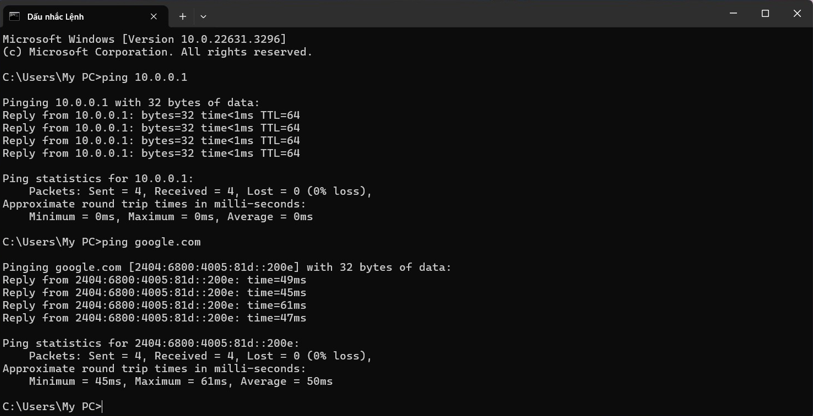 Dấu nhắc Lệnh
Microsoft Windows [Version 10.0.22631.3296]
(c) Microsoft Corporation. All rights reserved.
C:\Users\My PC>ping 10.0.0.1
Pinging 10.0.0.1 with 32 bytes of data:
Reply from 10.0.0.1: bytes=32 time<1ms TTL=64
Reply from 10.0.0.1: bytes=32 time<1ms TTL=64
Reply from 10.0.0.1: bytes=32 time<1ms TTL=64
Reply from 10.0.0.1: bytes=32 time<1ms TTL=64
Ping statistics for 10.0.0.1:
    Packets: Sent = 4, Received = 4, Lost = 0 (0% loss),
Approximate round trip times in milli-seconds:
    Minimum = 0ms, Maximum = 0ms, Average = 0ms
C:\Users\My PC>ping google.com
Pinging google.com [2404:6800:4005:81d::200e] with 32 bytes of data:
Reply from 2404:6800:4005:81d::200e: time=49ms
Reply from 2404:6800:4005:81d::200e: time=45ms
Reply from 2404:6800:4005:81d::200e: time=61ms
Reply from 2404:6800:4005:81d::200e: time=47ms
Ping statistics for 2404:6800:4005:81d::200e:
    Packets: Sent = 4, Received = 4, Lost = 0 (0% loss),
Approximate round trip times in milli-seconds:
    Minimum = 45ms, Maximum = 61ms, Average = 50ms
C:\Users\My PC>